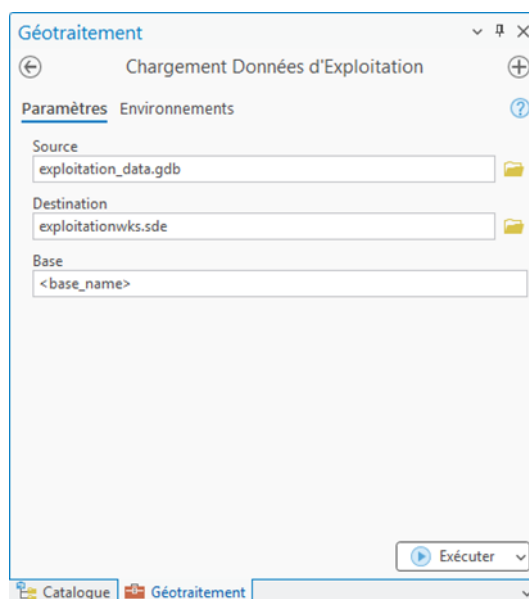 Géotraitement
Chargement Données d'Exploitation
Paramètres Environnements
Source
exploitation_data.gdb
Destination
exploitationwks.sde
Base
<base_name>
Exécuter
Catalogue Géotraitement